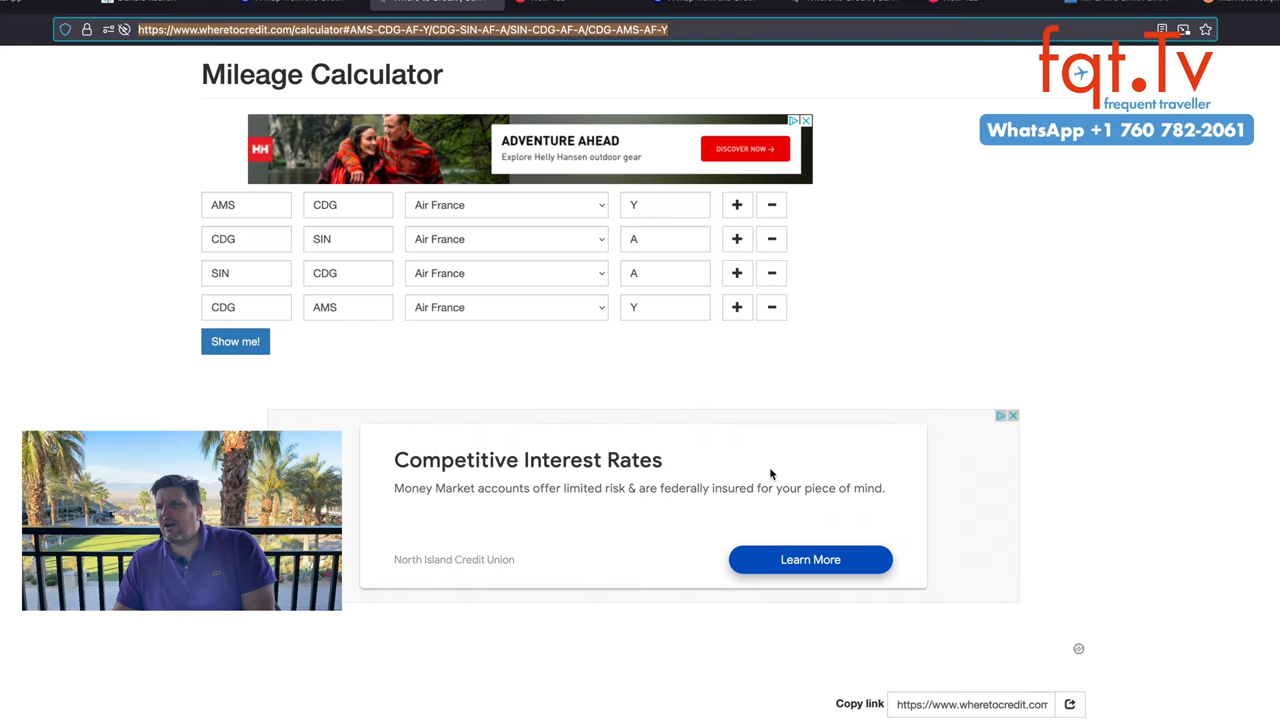 https://www.wheretocredit.com/calculator#AMS-CDG-AF-Y/CDG-SIN-AF-A/SIN-CDG-AF-A/CDG-AMS-AF-Y
fqt.Tv
frequent traveller
WhatsApp +1 760 782-2061
Mileage Calculator
HH
ADVENTURE AHEAD
Explore Helly Hansen outdoor gear
DISCOVER NOW →
AMS CDG Air France Y + -
CDG SIN Air France A + -
SIN CDG Air France A + -
CDG AMS Air France Y + -
Show me!
Competitive Interest Rates
Money Market accounts offer limited risk & are federally insured for your piece of mind.
North Island Credit Union
Learn More
Copy link https://www.wheretocredit.com